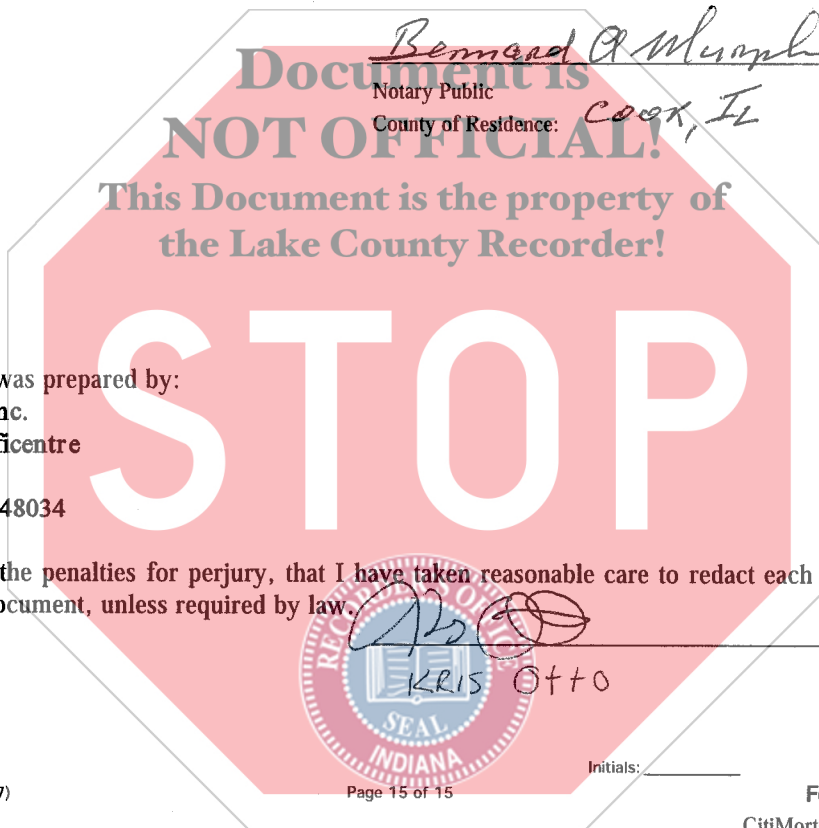 Bernard A Murph
Document is
Notary Public
County of Residence: COOK, IL
NOT OFFICIAL!
This Document is the property of
the Lake County Recorder!
STOP
was prepared by:
nc.
ficentre
48034
the penalties for perjury, that I have taken reasonable care to redact each
ocument, unless required by law.
RECORDER'S OFFICE
KRIS Otto
SEAL
INDIANA
Initials:
7)
Page 15 of 15
Fo
CitiMort